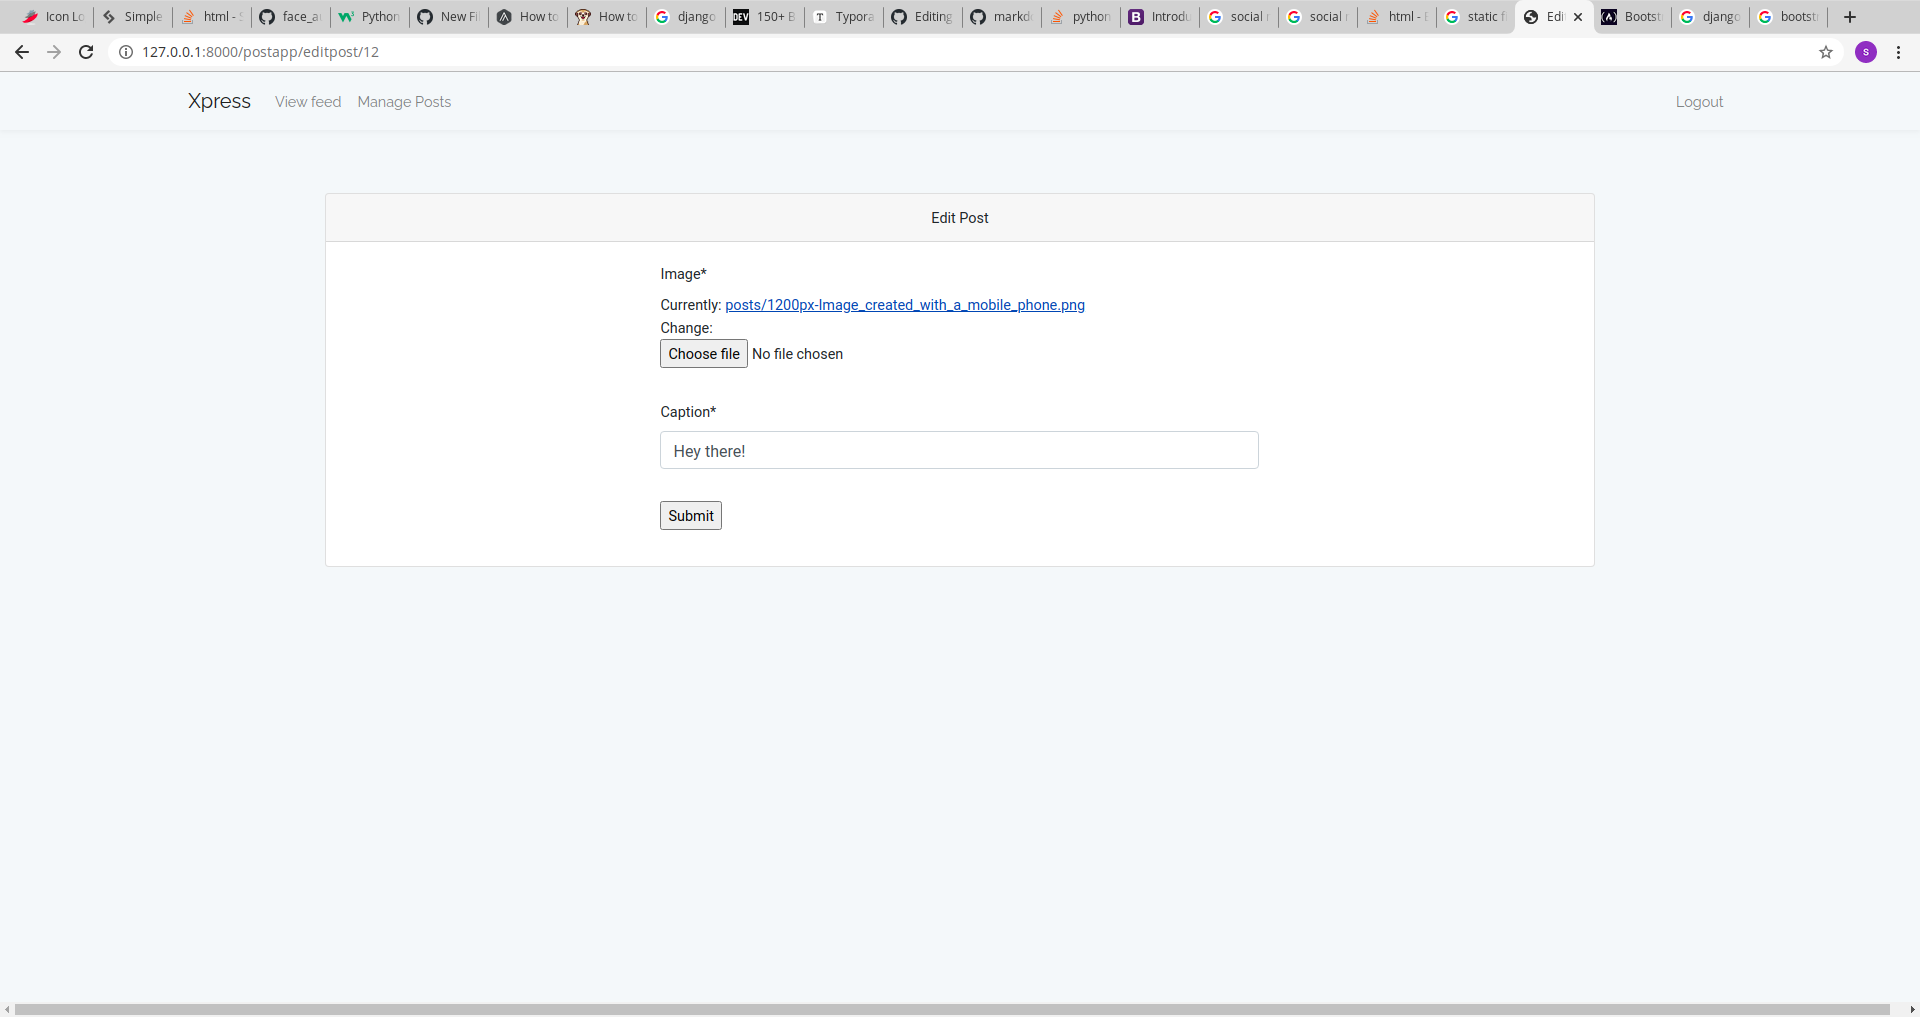 Icon Lo Simple html - S face_a Python New Fi How to How to django 150+ B Typora Editing markdo python Introdu social r social r html - E static f Edi Bootst django bootst
127.0.0.1:8000/postapp/editpost/12 s
Xpress View feed Manage Posts Logout
Edit Post
Image*
Currently: posts/1200px-Image_created_with_a_mobile_phone.png
Change:
Choose file No file chosen
Caption*
Hey there!
Submit